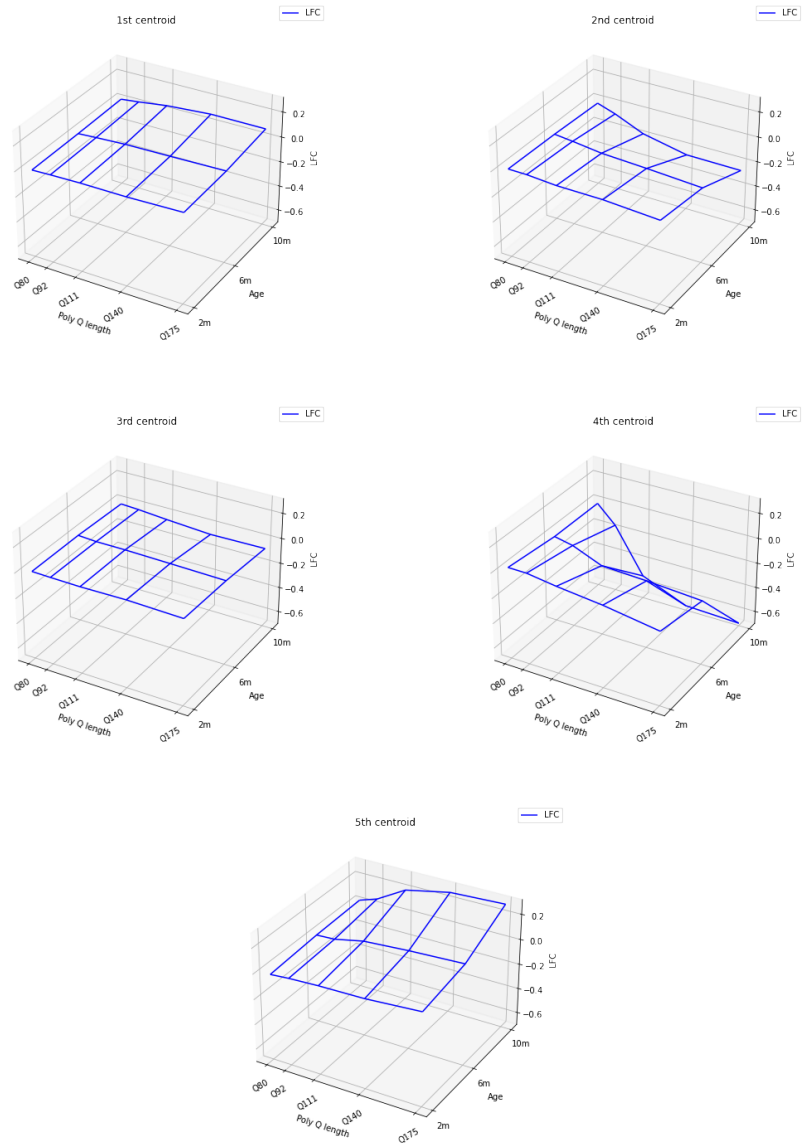 1st centroid
LFC
0.2
0.0
−0.2
−0.4
−0.6
LFC
Q80
Q92
Q111
Q140
Q175
Poly Q length
2m
6m
10m
Age
2nd centroid
LFC
0.2
0.0
−0.2
−0.4
−0.6
LFC
Q80
Q92
Q111
Q140
Q175
Poly Q length
2m
6m
10m
Age
3rd centroid
LFC
0.2
0.0
−0.2
−0.4
−0.6
LFC
Q80
Q92
Q111
Q140
Q175
Poly Q length
2m
6m
10m
Age
4th centroid
LFC
0.2
0.0
−0.2
−0.4
−0.6
LFC
Q80
Q92
Q111
Q140
Q175
Poly Q length
2m
6m
10m
Age
5th centroid
LFC
0.2
0.0
−0.2
−0.4
−0.6
LFC
Q80
Q92
Q111
Q140
Q175
Poly Q length
2m
6m
10m
Age